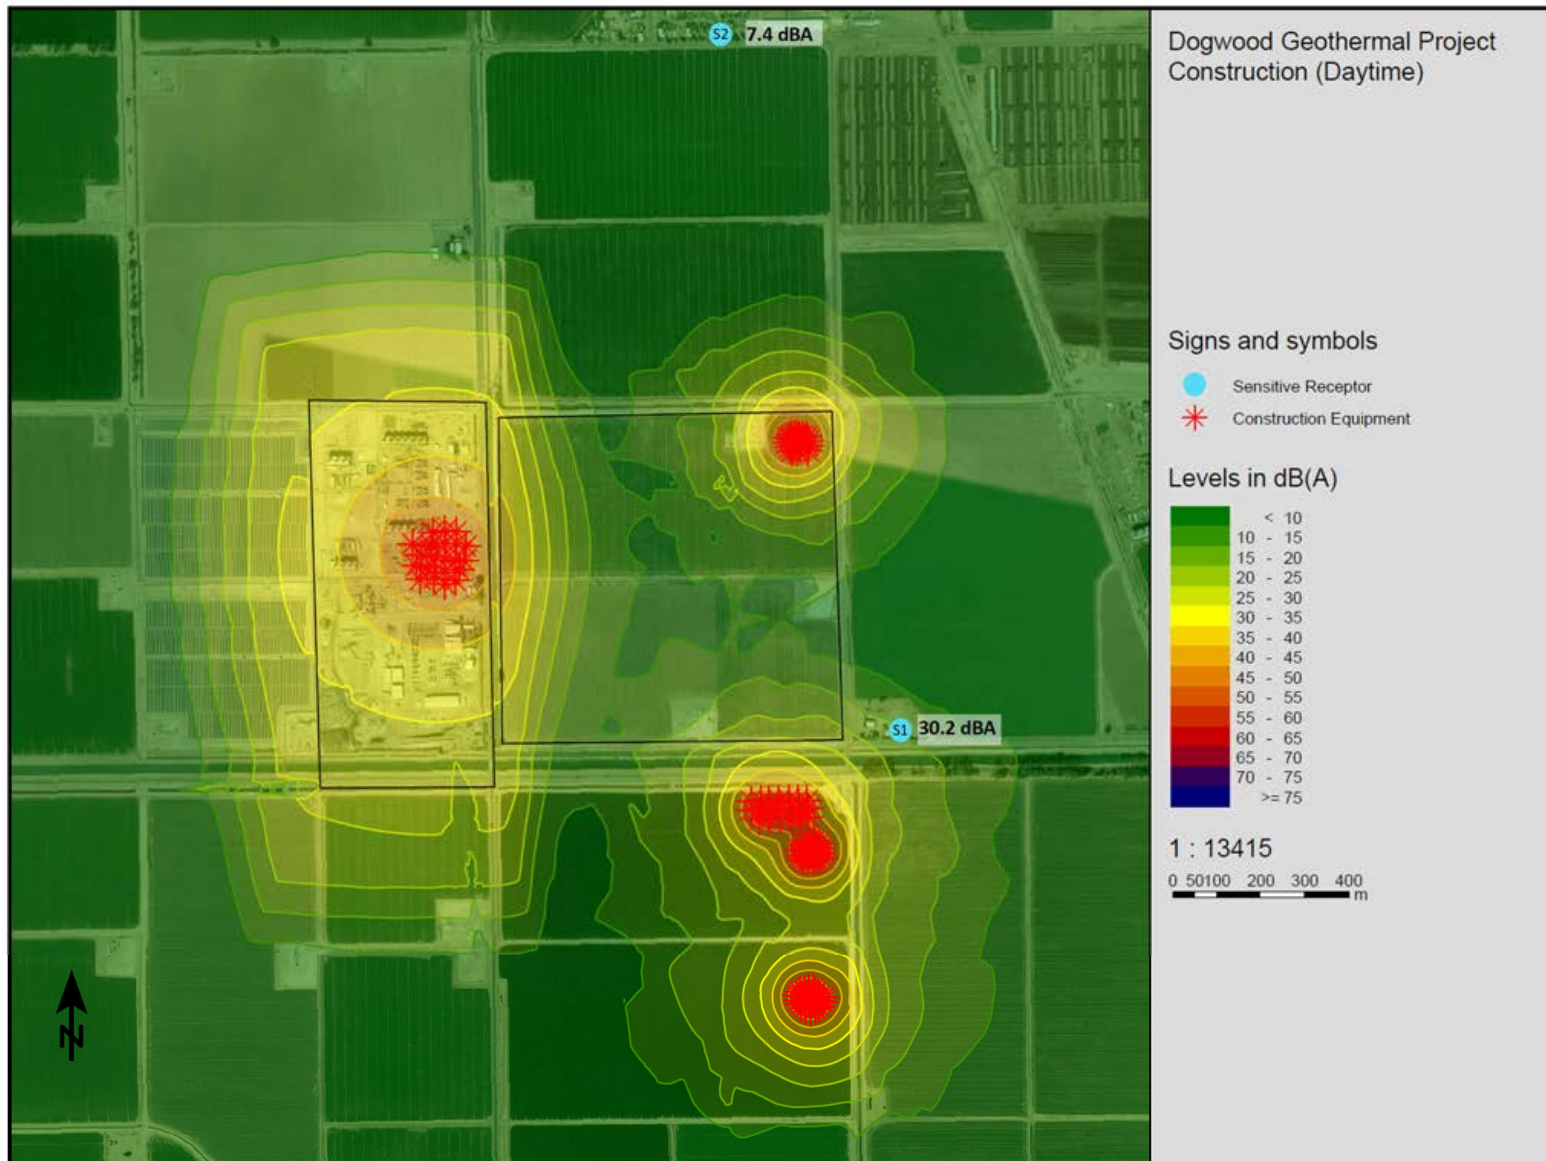 S2 7.4 dBA
S1 30.2 dBA
N
Dogwood Geothermal Project
Construction (Daytime)
Signs and symbols
Sensitive Receptor
Construction Equipment
Levels in dB(A)
< 10
10 - 15
15 - 20
20 - 25
25 - 30
30 - 35
35 - 40
40 - 45
45 - 50
50 - 55
55 - 60
60 - 65
65 - 70
70 - 75
>= 75
1 : 13415
0 50100 200 300 400
m